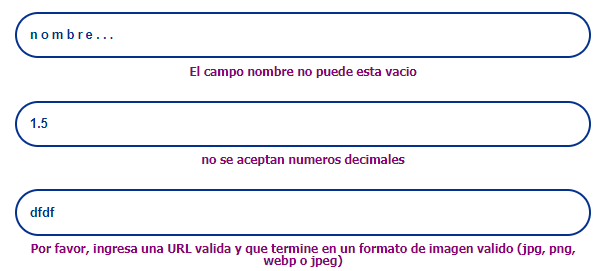 nombre...
El campo nombre no puede esta vacio
1.5
no se aceptan numeros decimales
dfdf
Por favor, ingresa una URL valida y que termine en un formato de imagen valido (jpg, png,
webp o jpeg)